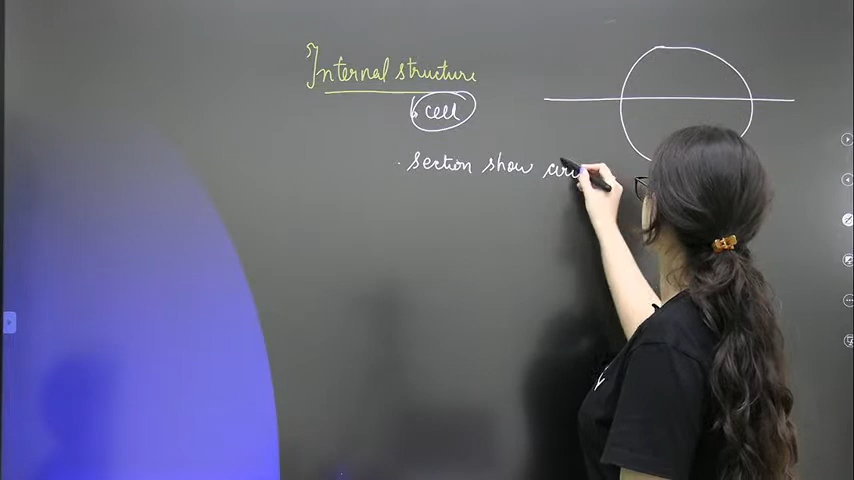 Internal structure
cell
. section show